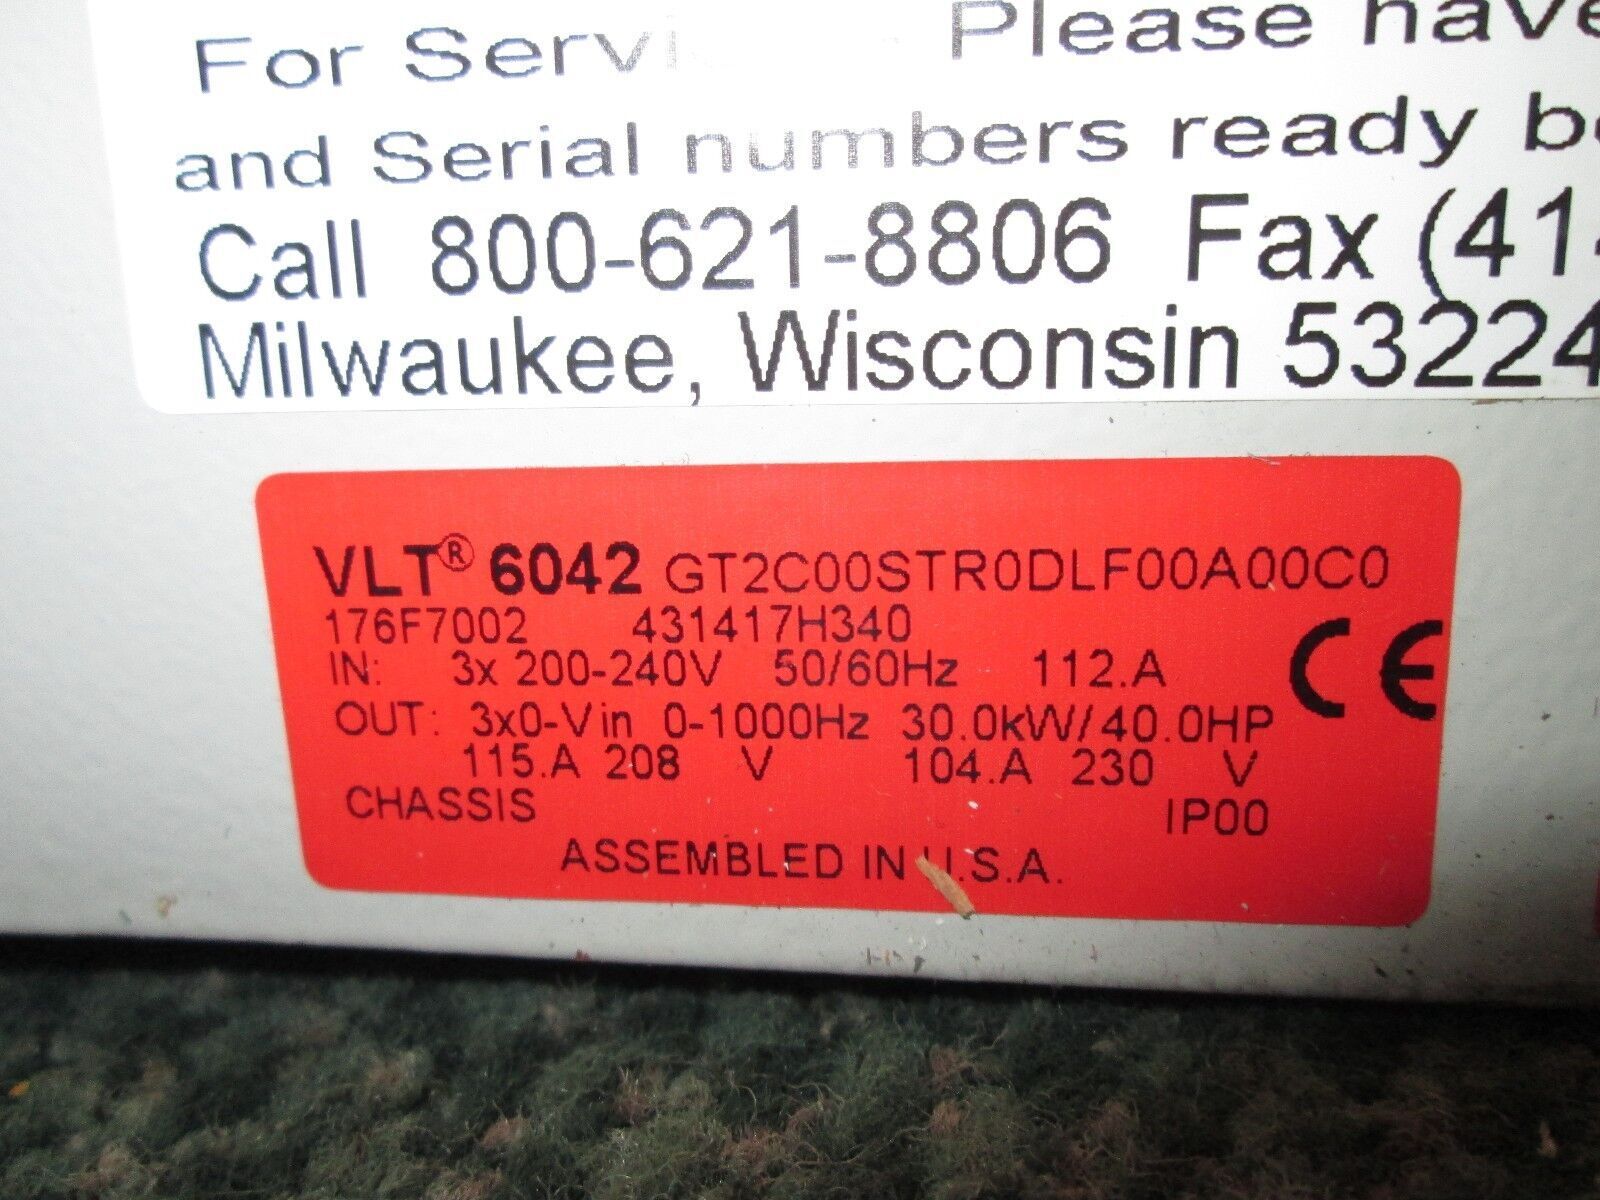 For Please have
and Serial numbers ready
Call 800-621-8806 Fax (41
Milwaukee, Wisconsin 53224
VLT® 6042 GT2C00STR0DLF00A00C0
176F7002 431417H340
IN: 3x 200-240V 50/60Hz 112.A
CE
OUT: 3x0-Vin 0-1000Hz 30.0kW/40.0HP
115.A 208 V 104.A 230 V
CHASSIS IP00
ASSEMBLED IN U.S.A.